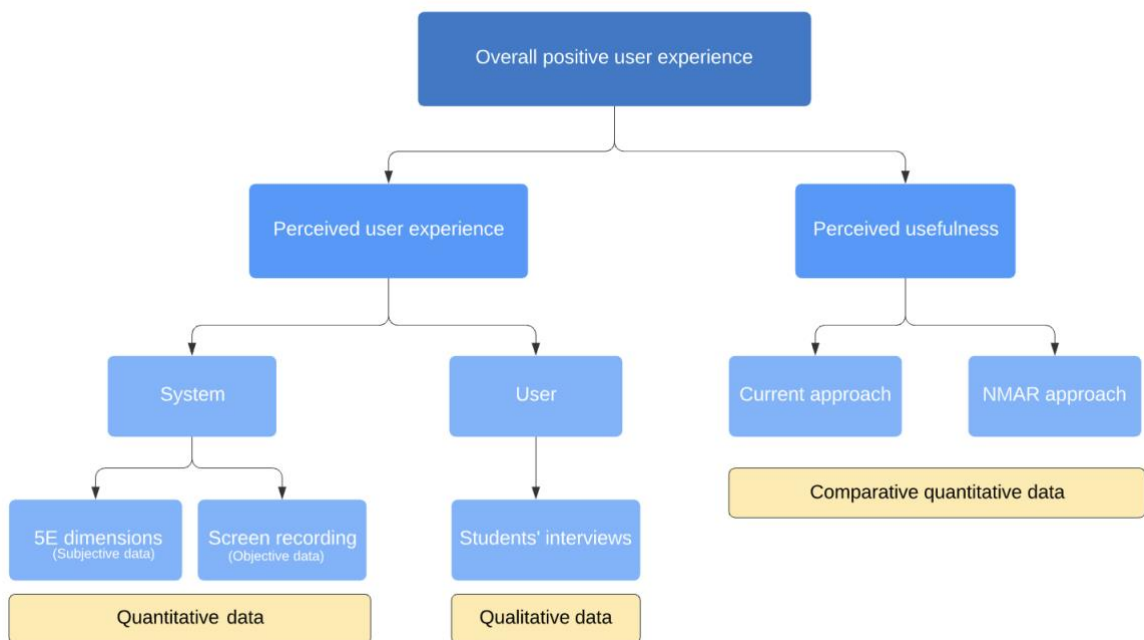 Overall positive user experience
Perceived user experience
Perceived usefulness
System
User
Current approach
NMAR approach
5E dimensions
(Subjective data)
Screen recording
(Objective data)
Students' interviews
Comparative quantitative data
Quantitative data
Qualitative data